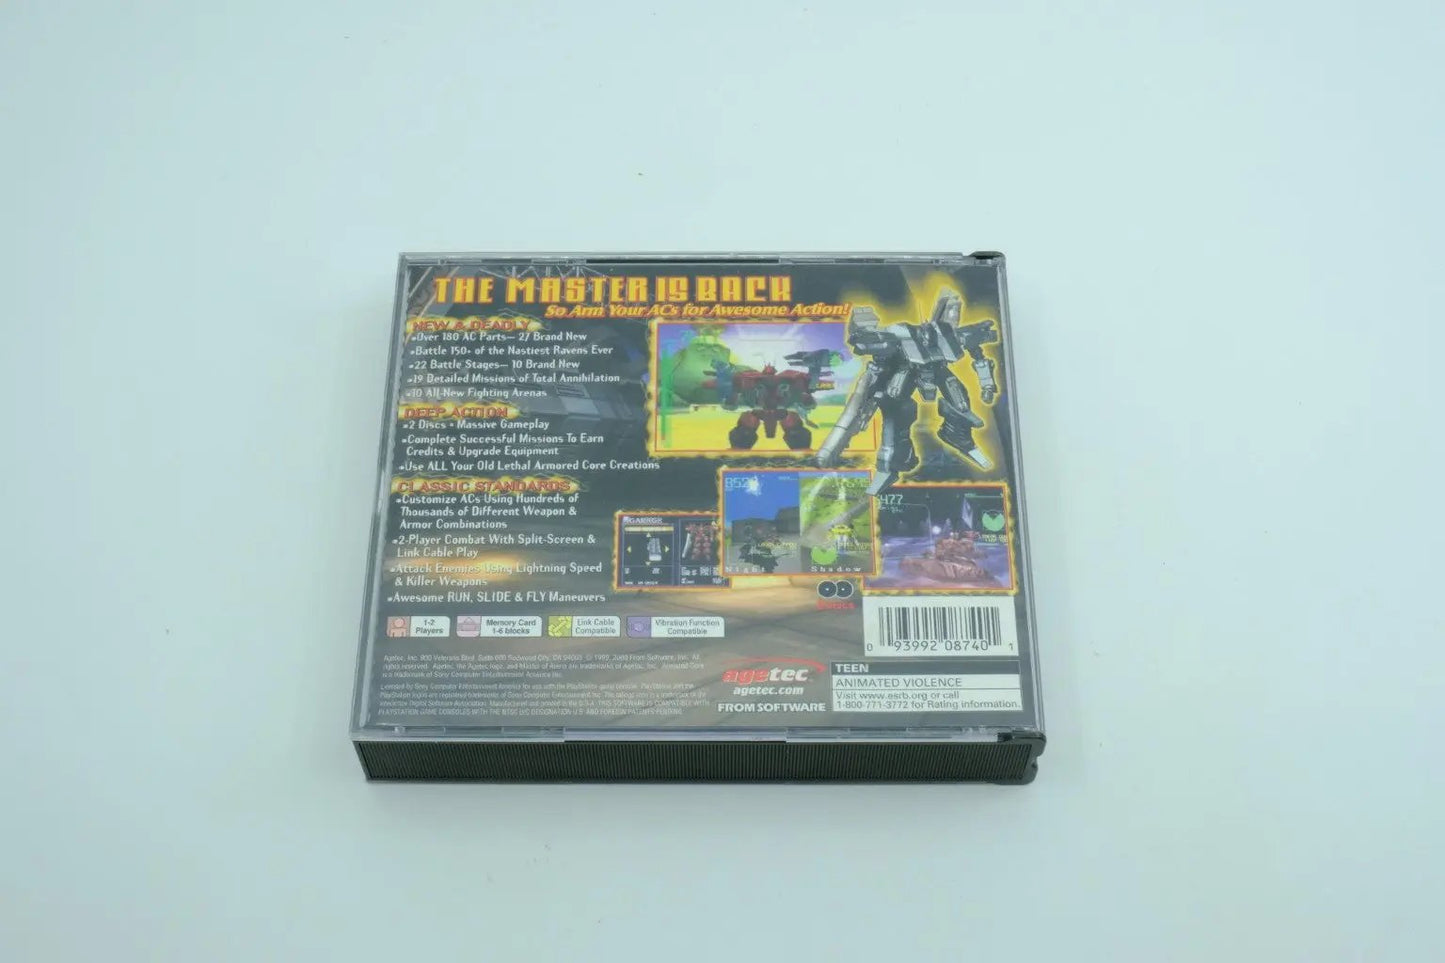 THE MASTER IS BACK
So Arm Your ACs for Awesome Action!
NEW & DEADLY
•Over 180 AC Parts— 27 Brand New
•Battle 150+ of the Nastiest Ravens Ever
•22 Battle Stages— 10 Brand New
•19 Detailed Missions of Total Annihilation
•10 All-New Fighting Arenas
DEEP ACTION
•2 Discs • Massive Gameplay
•Complete Successful Missions To Earn
Credits & Upgrade Equipment
•Use ALL Your Old Lethal Armored Core Creations
CLASSIC STANDARDS
•Customize ACs Using Hundreds of
Thousands of Different Weapon &
Armor Combinations
•2-Player Combat With Split-Screen &
Link Cable Play
•Attack Enemies Using Lightning Speed
& Killer Weapons
•Awesome RUN, SLIDE & FLY Maneuvers
GARAGE
Night
Shadow
1-2
Players
Memory Card
1-6 blocks
Link Cable
Compatible
Vibration Function
Compatible
0 93992 08740 1
agetec
agetec.com
FROMSOFTWARE
TEEN
ANIMATED VIOLENCE
Visit www.esrb.org or call
1-800-771-3772 for Rating information.